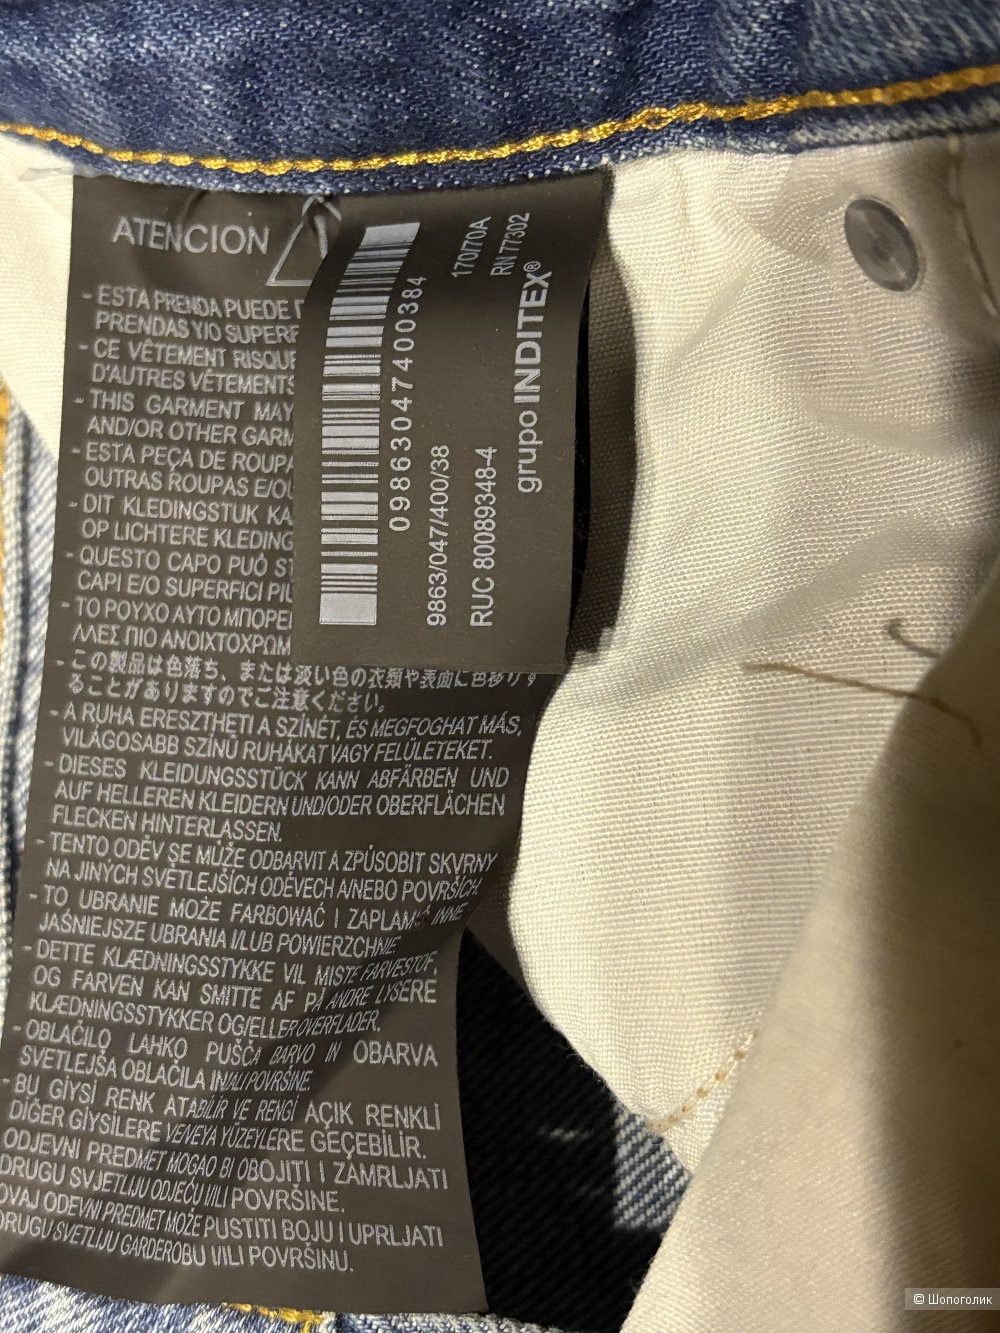 ATENCION
- ESTA PRENDA PUEDE
PRENDAS Y/O SUPERF
- CE VÊTEMENT RISQUE
D'AUTRES VÊTEMENTS
- THIS GARMENT MAY
AND/OR OTHER GARM
- ESTA PEÇA DE ROUPA
OUTRAS ROUPAS E/OU
- DIT KLEDINGSTUK KA
OP LICHTERE KLEDING
- QUESTO CAPO PUÒ
CAPI E/O SUPERFICI PIÙ
- ΤΟ ΡΟΥΧΟ ΑΥΤΟ ΜΠΟΡΕΙ
ΛΛΕΣ ΠΙΟ ΑΝΟΙΧΤΟΧΡΩΜ
- この製品は色落ち、または淡い色の衣類や表面に色移りす
ることがありますのでご注意ください。
- A RUHA ERESZTHETI A SZÍNÉT, ÉS MEGFOGHAT MÁS,
VILÁGOSABB SZÍNŰ RUHÁKAT VAGY FELÜLETEKET.
- DIESES KLEIDUNGSSTÜCK KANN ABFÄRBEN UND
AUF HELLEREN KLEIDERN UND/ODER OBERFLÄCHEN
FLECKEN HINTERLASSEN.
- TENTO ODĚV SE MŮŽE ODBARVIT A ZPŮSOBIT SKVRNY
NA JINÝCH SVĚTLEJŠÍCH ODĚVECH A/NEBO POVRŠÍCH.
- TO UBRANIE MOŻE FARBOWAĆ I ZAPLAMIĆ INNE
JAŚNIEJSZE UBRANIA I/LUB POWIERZCHNIE.
- DETTE KLÆDNINGSSTYKKE VIL MISTE FARVESTOF,
OG FARVEN KAN SMITTE AF PÅ ANDRE LYSERE
KLÆDNINGSSTYKKER OG/ELLER OVERFLADER.
- OBLAČILO LAHKO PUŠČA BARVO IN OBARVA
SVETLEJŠA OBLAČILA IN/ALI POVRŠINE.
- BU GİYSİ RENK ATABİLİR VE RENGİ AÇIK RENKLİ
DİĞER GİYSİLERE VE/VEYA YÜZEYLERE GEÇEBİLİR.
ODJEVNI PREDMET MOGAO BI OBOJITI I ZAMRLJATI
DRUGU SVJETLIJU ODJEĆU I/ILI POVRŠINE.
OVAJ ODEVNI PREDMET MOŽE PUSTITI BOJU I UPRLJATI
DRUGU SVETLIJU GARDEROBU I/ILI POVRŠINU.
09863047400384
9863/047/400/38
170/70A
RUC 80089348-4
RN 77302
grupo INDITEX®
© Шопоголик